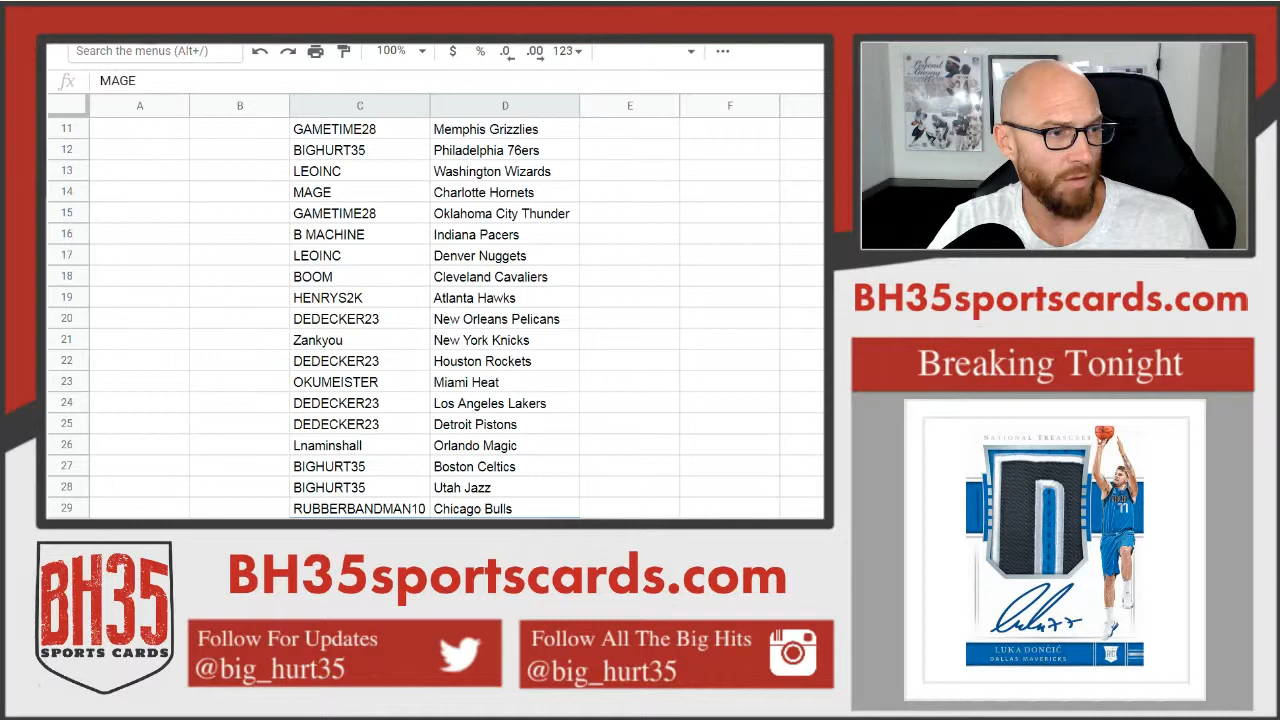 Search the menus (Alt+/)
100%
$ % .0 .00 123
fx MAGE
A B C D E F
11 GAMETIME28 Memphis Grizzlies
12 BIGHURT35 Philadelphia 76ers
13 LEOINC Washington Wizards
14 MAGE Charlotte Hornets
15 GAMETIME28 Oklahoma City Thunder
16 B MACHINE Indiana Pacers
17 LEOINC Denver Nuggets
18 BOOM Cleveland Cavaliers
19 HENRYS2K Atlanta Hawks
20 DEDECKER23 New Orleans Pelicans
21 Zankyou New York Knicks
22 DEDECKER23 Houston Rockets
23 OKUMEISTER Miami Heat
24 DEDECKER23 Los Angeles Lakers
25 DEDECKER23 Detroit Pistons
26 Lnaminshall Orlando Magic
27 BIGHURT35 Boston Celtics
28 BIGHURT35 Utah Jazz
29 RUBBERBANDMAN10 Chicago Bulls
BH35sportscards.com
Breaking Tonight
NATIONAL TREASURES
77
LUKA DONČIĆ
DALLAS MAVERICKS
RC
BH35
SPORTS CARDS
BH35sportscards.com
Follow For Updates
@big_hurt35
Follow All The Big Hits
@big_hurt35